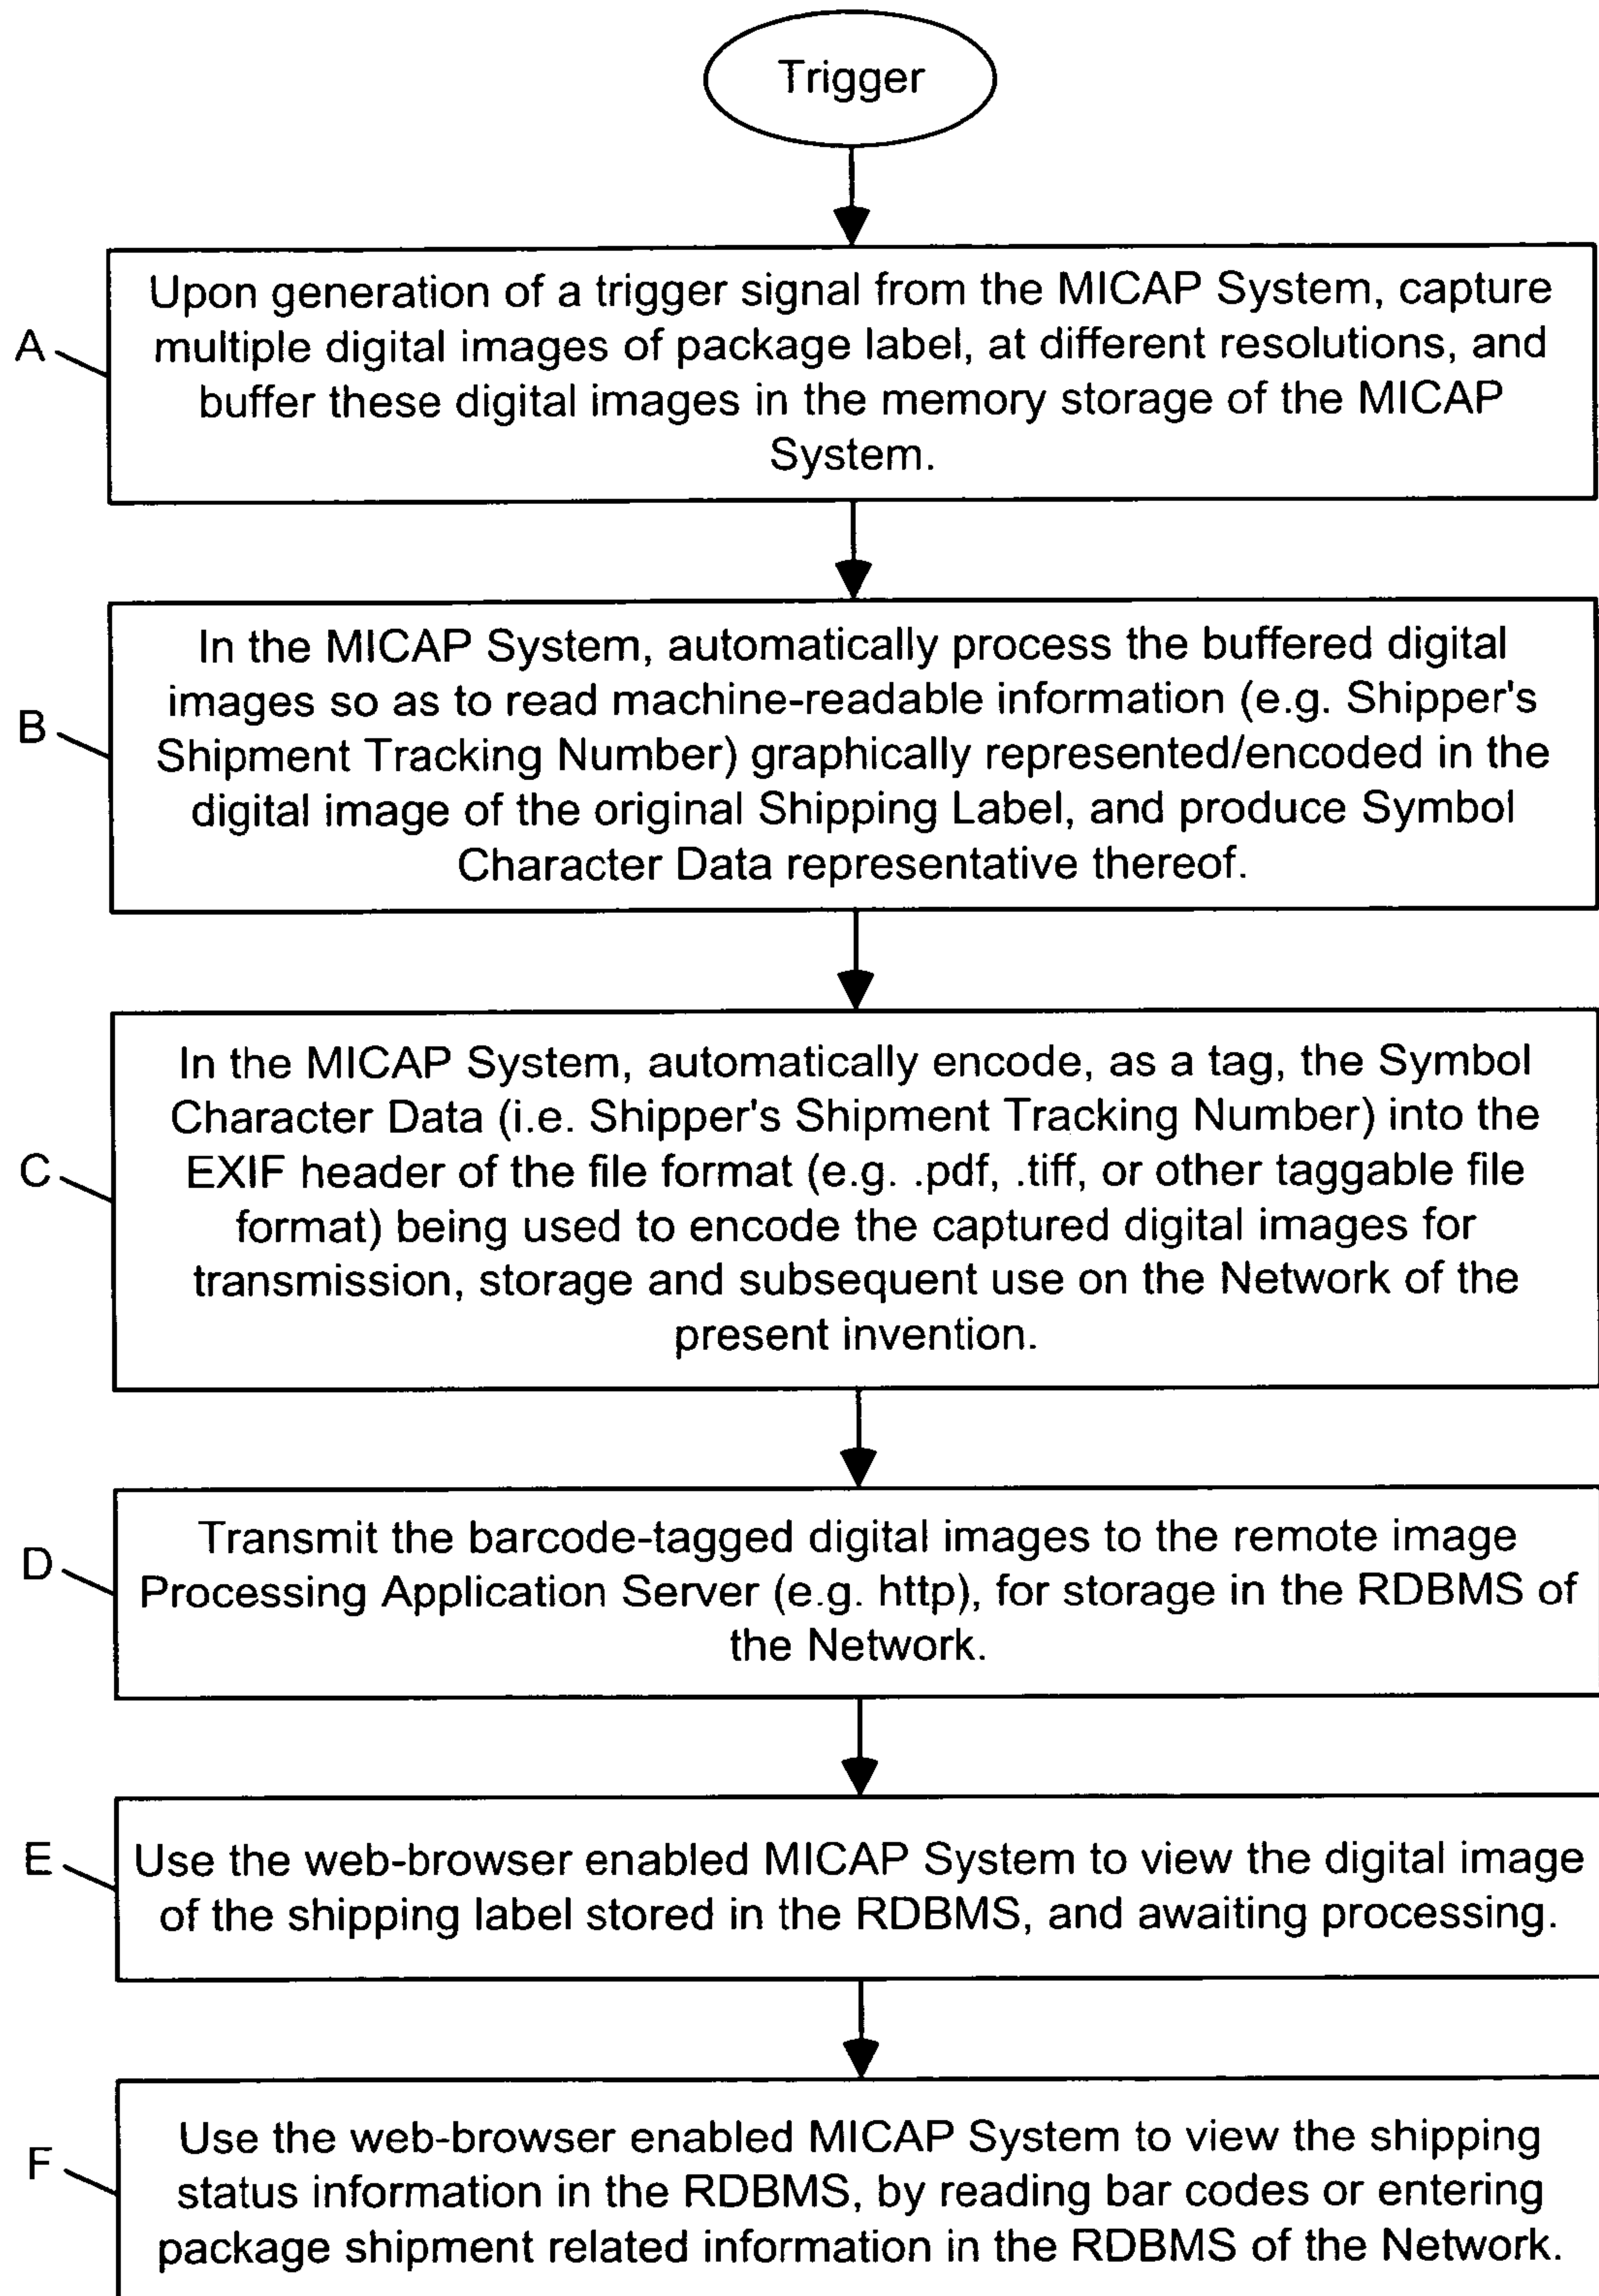 Trigger
A
Upon generation of a trigger signal from the MICAP System, capture
multiple digital images of package label, at different resolutions, and
buffer these digital images in the memory storage of the MICAP
System.
B
In the MICAP System, automatically process the buffered digital
images so as to read machine-readable information (e.g. Shipper's
Shipment Tracking Number) graphically represented/encoded in the
digital image of the original Shipping Label, and produce Symbol
Character Data representative thereof.
C
In the MICAP System, automatically encode, as a tag, the Symbol
Character Data (i.e. Shipper's Shipment Tracking Number) into the
EXIF header of the file format (e.g. .pdf, .tiff, or other taggable file
format) being used to encode the captured digital images for
transmission, storage and subsequent use on the Network of the
present invention.
D
Transmit the barcode-tagged digital images to the remote image
Processing Application Server (e.g. http), for storage in the RDBMS of
the Network.
E
Use the web-browser enabled MICAP System to view the digital image
of the shipping label stored in the RDBMS, and awaiting processing.
F
Use the web-browser enabled MICAP System to view the shipping
status information in the RDBMS, by reading bar codes or entering
package shipment related information in the RDBMS of the Network.